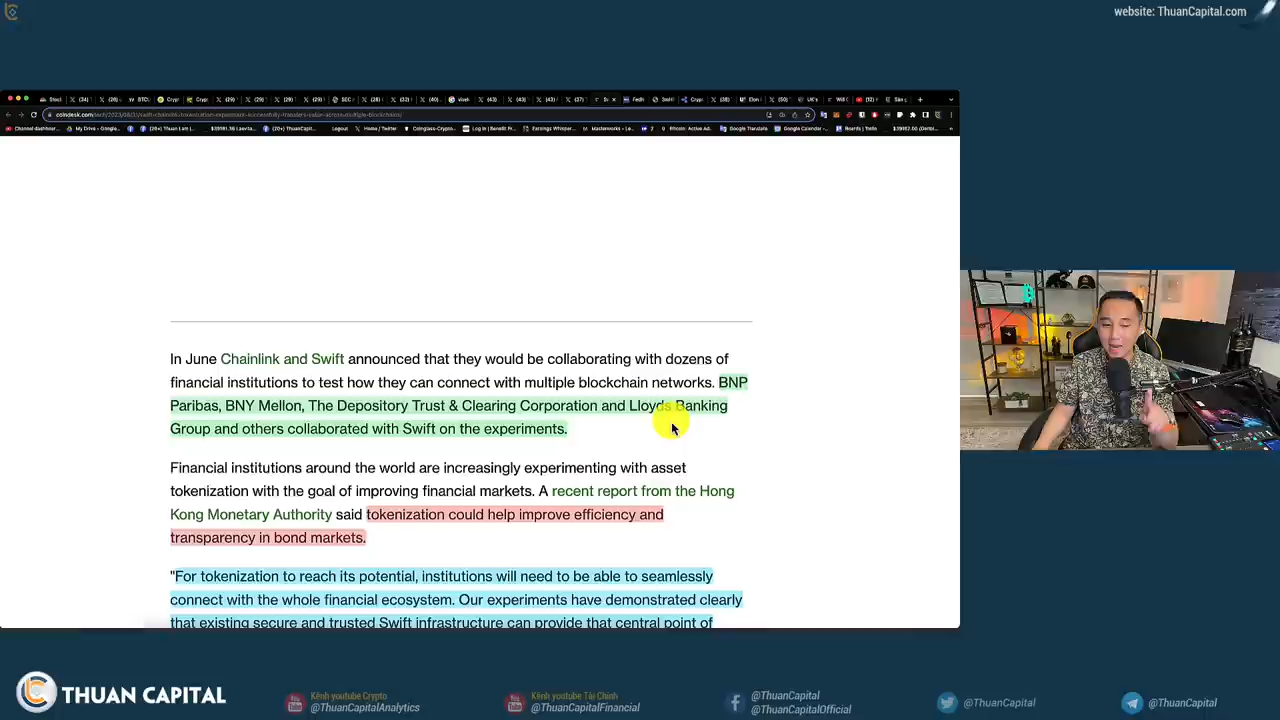 website: ThuanCapital.com
In June Chainlink and Swift announced that they would be collaborating with dozens of
financial institutions to test how they can connect with multiple blockchain networks. BNP
Paribas, BNY Mellon, The Depository Trust & Clearing Corporation and Lloyds Banking
Group and others collaborated with Swift on the experiments.
Financial institutions around the world are increasingly experimenting with asset
tokenization with the goal of improving financial markets. A recent report from the Hong
Kong Monetary Authority said tokenization could help improve efficiency and
transparency in bond markets.
"For tokenization to reach its potential, institutions will need to be able to seamlessly
connect with the whole financial ecosystem. Our experiments have demonstrated clearly
that existing secure and trusted Swift infrastructure can provide that central point of
THUAN CAPITAL
Kênh youtube Crypto
@ThuanCapitalAnalytics
Kênh youtube Tài Chính
@ThuanCapitalFinancial
@ThuanCapital
@ThuanCapitalOfficial
@ThuanCapital
@ThuanCapital